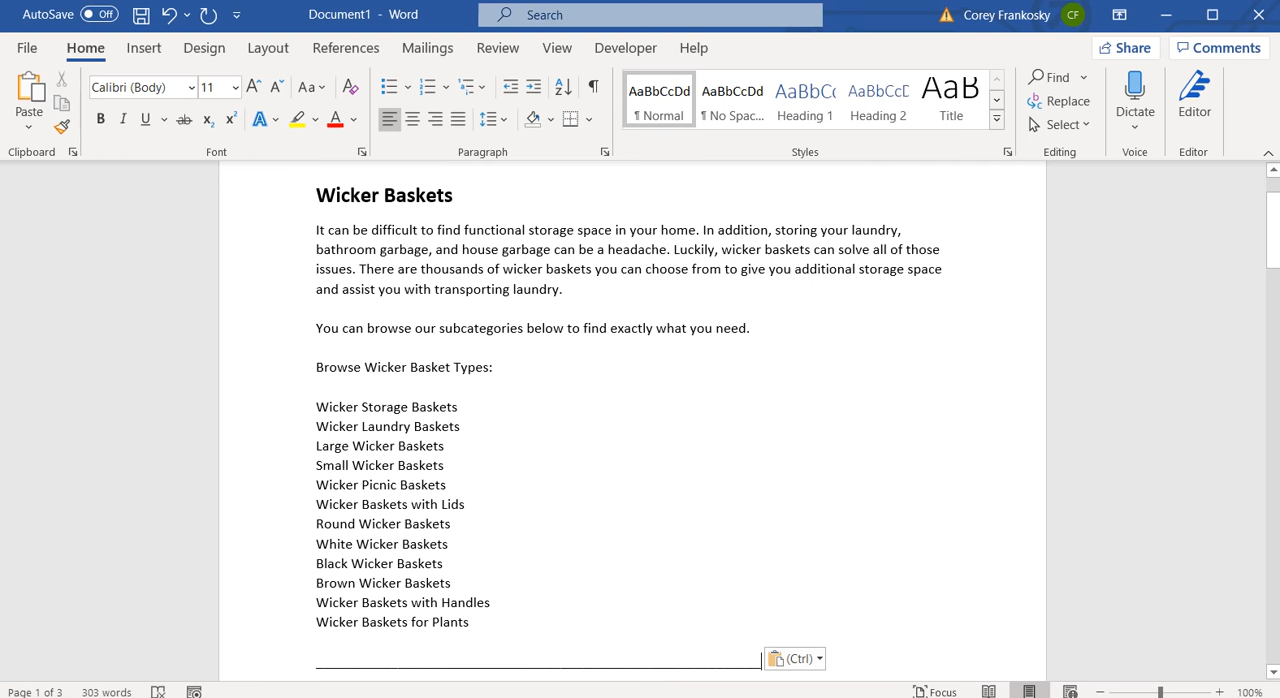 AutoSave Off Document1 - Word Search Corey Frankosky CF
File Home Insert Design Layout References Mailings Review View Developer Help Share Comments
Calibri (Body) 11 Aa AaBbCcDd AaBbCcDd AaBbCc AaBbCcD AaB Find
Paste ¶ Normal ¶ No Spac... Heading 1 Heading 2 Title Replace Dictate Editor
B I U ab x₂ x² A A Select
Clipboard Font Paragraph Styles Editing Voice Editor
Wicker Baskets
It can be difficult to find functional storage space in your home. In addition, storing your laundry,
bathroom garbage, and house garbage can be a headache. Luckily, wicker baskets can solve all of those
issues. There are thousands of wicker baskets you can choose from to give you additional storage space
and assist you with transporting laundry.
You can browse our subcategories below to find exactly what you need.
Browse Wicker Basket Types:
Wicker Storage Baskets
Wicker Laundry Baskets
Large Wicker Baskets
Small Wicker Baskets
Wicker Picnic Baskets
Wicker Baskets with Lids
Round Wicker Baskets
White Wicker Baskets
Black Wicker Baskets
Brown Wicker Baskets
Wicker Baskets with Handles
Wicker Baskets for Plants
(Ctrl)
Page 1 of 3 303 words Focus 100%